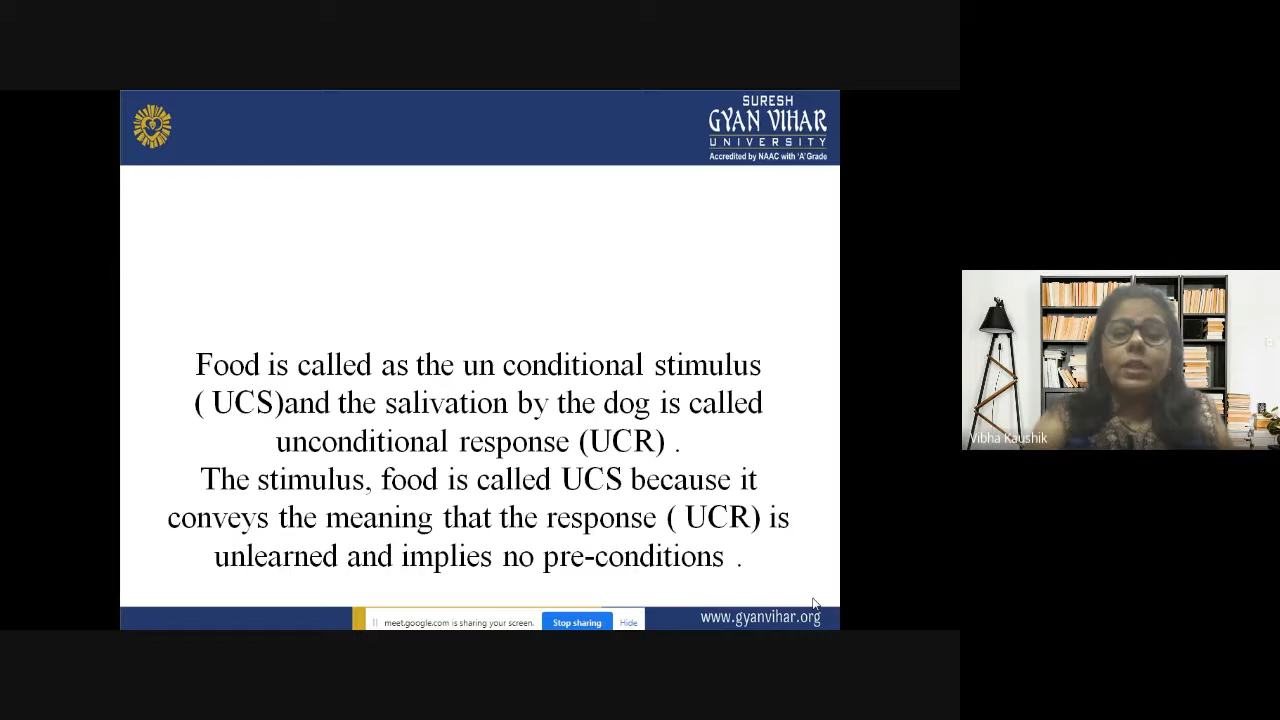 SURESH
GYAN VIHAR
UNIVERSITY
Accredited by NAAC with 'A' Grade
Food is called as the un conditional stimulus
( UCS)and the salivation by the dog is called
unconditional response (UCR) .
The stimulus, food is called UCS because it
conveys the meaning that the response ( UCR) is
unlearned and implies no pre-conditions .
Vibha Kaushik
meet.google.com is sharing your screen.
Stop sharing
Hide
www.gyanvihar.org